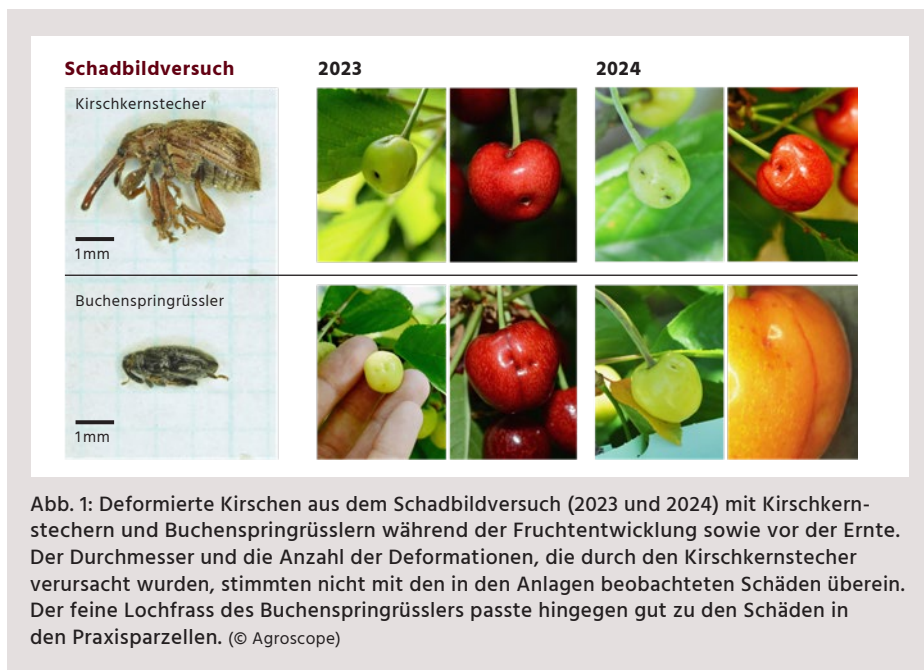 Schadbildversuch 2023 2024
Kirschkernstecher
1mm
Buchenspringrüssler
1mm
Abb. 1: Deformierte Kirschen aus dem Schadbildversuch (2023 und 2024) mit Kirschkern-
stechern und Buchenspringrüsslern während der Fruchtentwicklung sowie vor der Ernte.
Der Durchmesser und die Anzahl der Deformationen, die durch den Kirschkernstecher
verursacht wurden, stimmten nicht mit den in den Anlagen beobachteten Schäden überein.
Der feine Lochfrass des Buchenspringrüsslers passte hingegen gut zu den Schäden in
den Praxisparzellen. (© Agroscope)